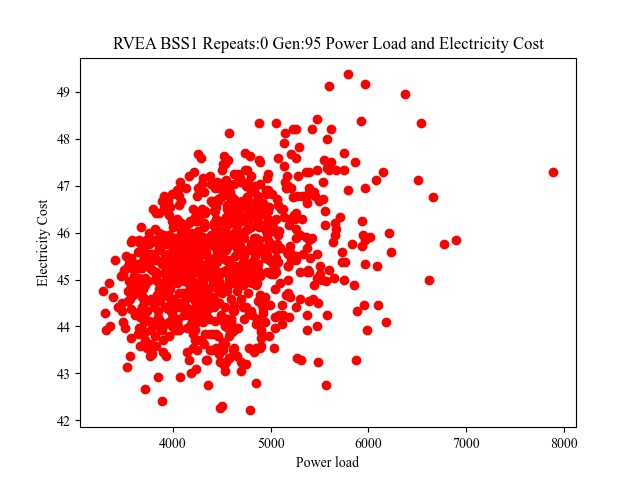 RVEA BSS1 Repeats:0 Gen:95 Power Load and Electricity Cost
49
48
47
46
45
44
43
42
Electricity Cost
4000 5000 6000 7000 8000
Power load